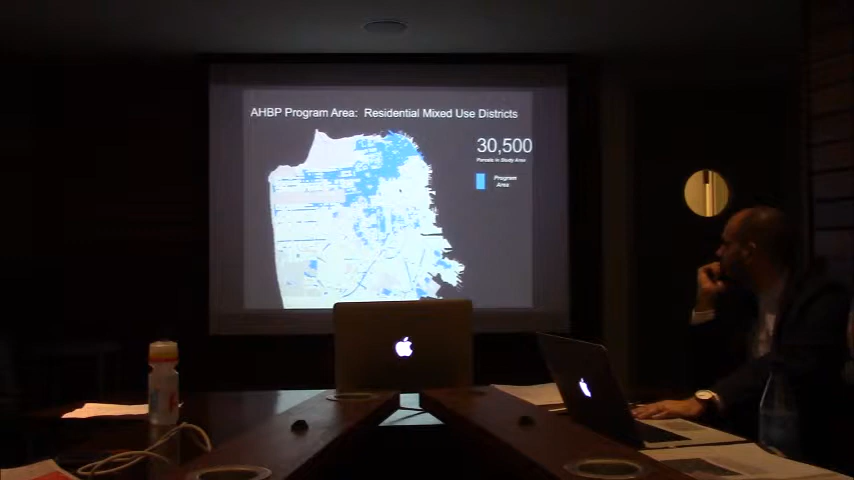 AHBP Program Area:  Residential Mixed Use Districts
30,500
Parcels in Study Area
Program
Area